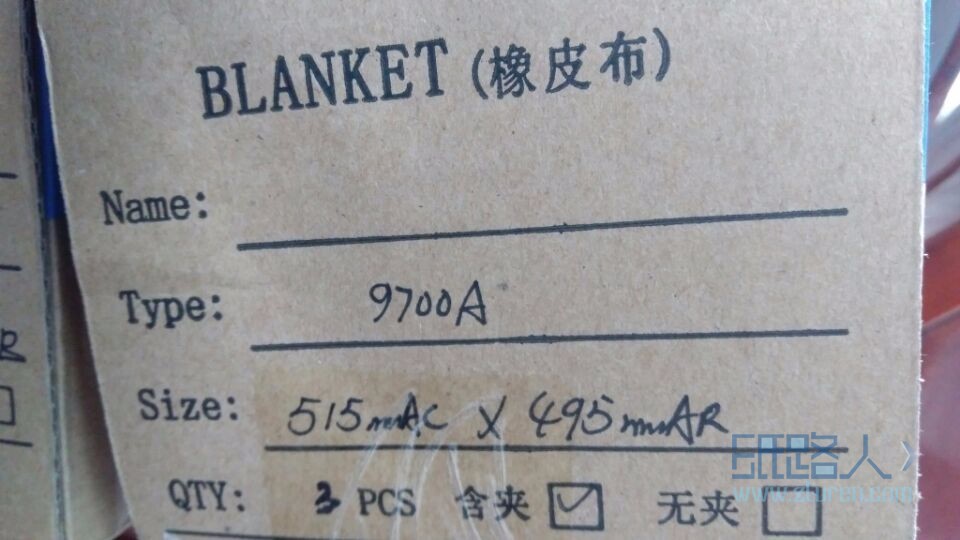 BLANKET (橡皮布)
Name:
Type: 9700A
Size: 515mmAC X 495mmAR
QTY: 3 PCS 含夹 ☑ 无夹 □
纸路人